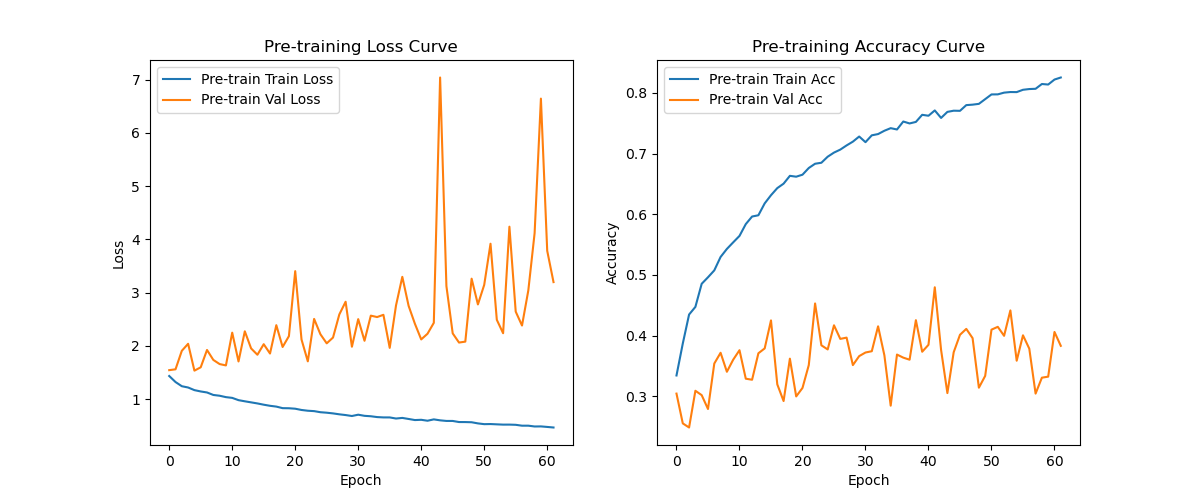 Pre-training Loss Curve
Pre-train Train Loss
Pre-train Val Loss
7
6
5
4
3
2
1
Loss
0 10 20 30 40 50 60
Epoch
Pre-training Accuracy Curve
Pre-train Train Acc
Pre-train Val Acc
0.8
0.7
0.6
0.5
0.4
0.3
Accuracy
0 10 20 30 40 50 60
Epoch